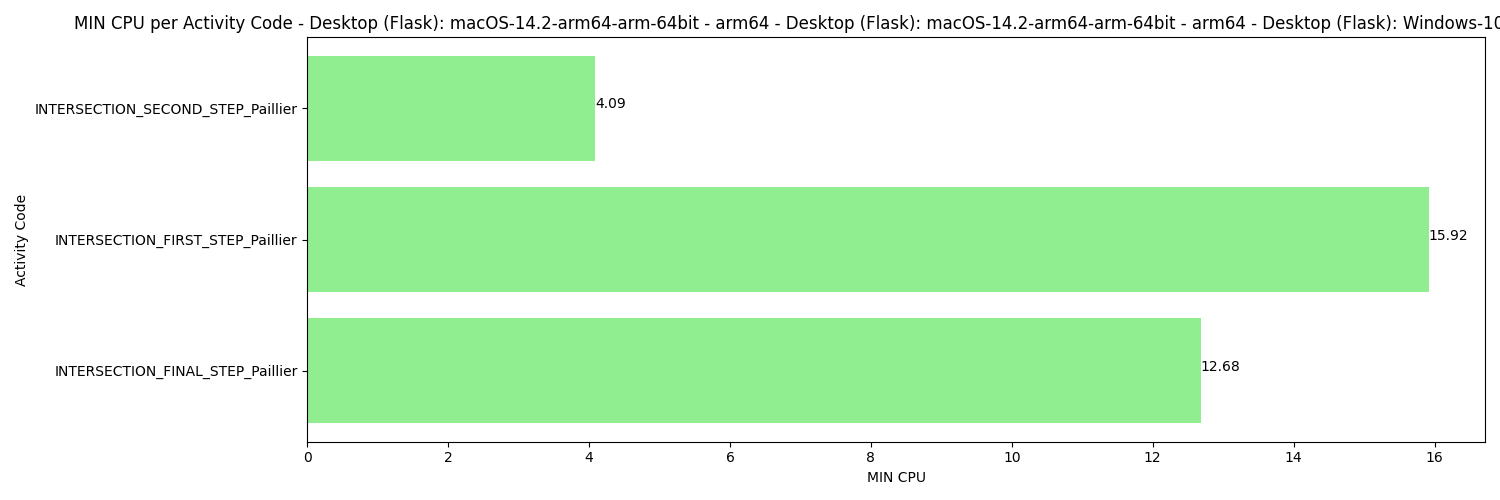 MIN CPU per Activity Code - Desktop (Flask): macOS-14.2-arm64-arm-64bit - arm64 - Desktop (Flask): macOS-14.2-arm64-arm-64bit - arm64 - Desktop (Flask): Windows-10
INTERSECTION_SECOND_STEP_Paillier
4.09
INTERSECTION_FIRST_STEP_Paillier
15.92
INTERSECTION_FINAL_STEP_Paillier
12.68
Activity Code
0 2 4 6 8 10 12 14 16
MIN CPU